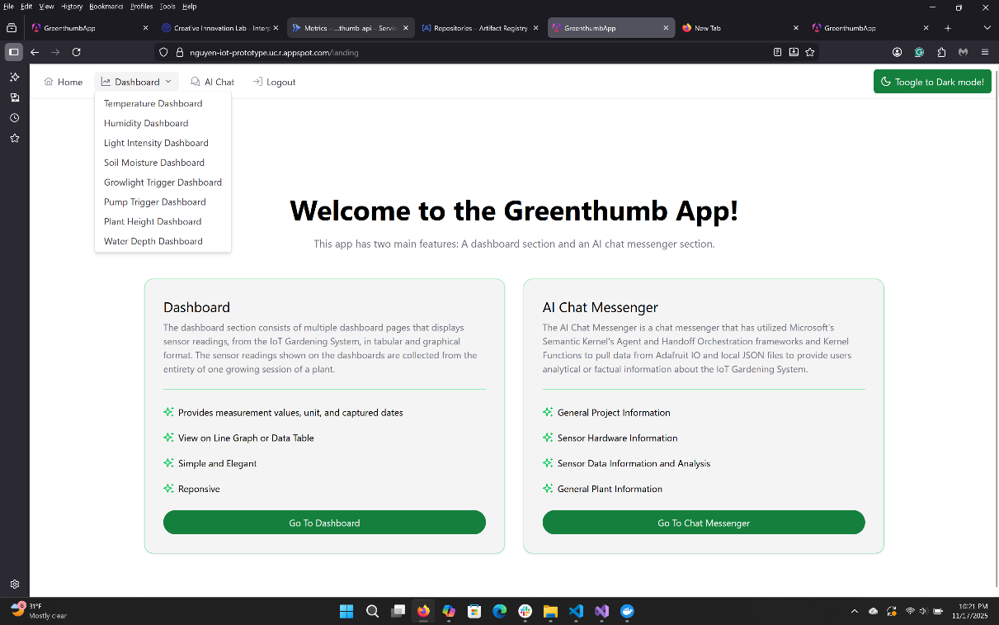 File Edit View History Bookmarks Profiles Tools Help
GreenthumbApp
Creative Innovation Lab - Interp
Metrics – ...thumb-api – Servic
Repositories – Artifact Registry
GreenthumbApp
New Tab
GreenthumbApp
nguyen-iot-prototype.uc.r.appspot.com/landing
Home
Dashboard
AI Chat
Logout
Toogle to Dark mode!
Temperature Dashboard
Humidity Dashboard
Light Intensity Dashboard
Soil Moisture Dashboard
Growlight Trigger Dashboard
Pump Trigger Dashboard
Plant Height Dashboard
Water Depth Dashboard
Welcome to the Greenthumb App!
This app has two main features: A dashboard section and an AI chat messenger section.
Dashboard
The dashboard section consists of multiple dashboard pages that displays
sensor readings, from the IoT Gardening System, in tabular and graphical
format. The sensor readings shown on the dashboards are collected from the
entirety of one growing session of a plant.
Provides measurement values, unit, and captured dates
View on Line Graph or Data Table
Simple and Elegant
Reponsive
Go To Dashboard
AI Chat Messenger
The AI Chat Messenger is a chat messenger that has utilized Microsoft's
Semantic Kernel's Agent and Handoff Orchestration frameworks and Kernel
Functions to pull data from Adafruit IO and local JSON files to provide users
analytical or factual information about the IoT Gardening System.
General Project Information
Sensor Hardware Information
Sensor Data Information and Analysis
General Plant Information
Go To Chat Messenger
31°F
Mostly clear
10:21 PM
11/17/2025